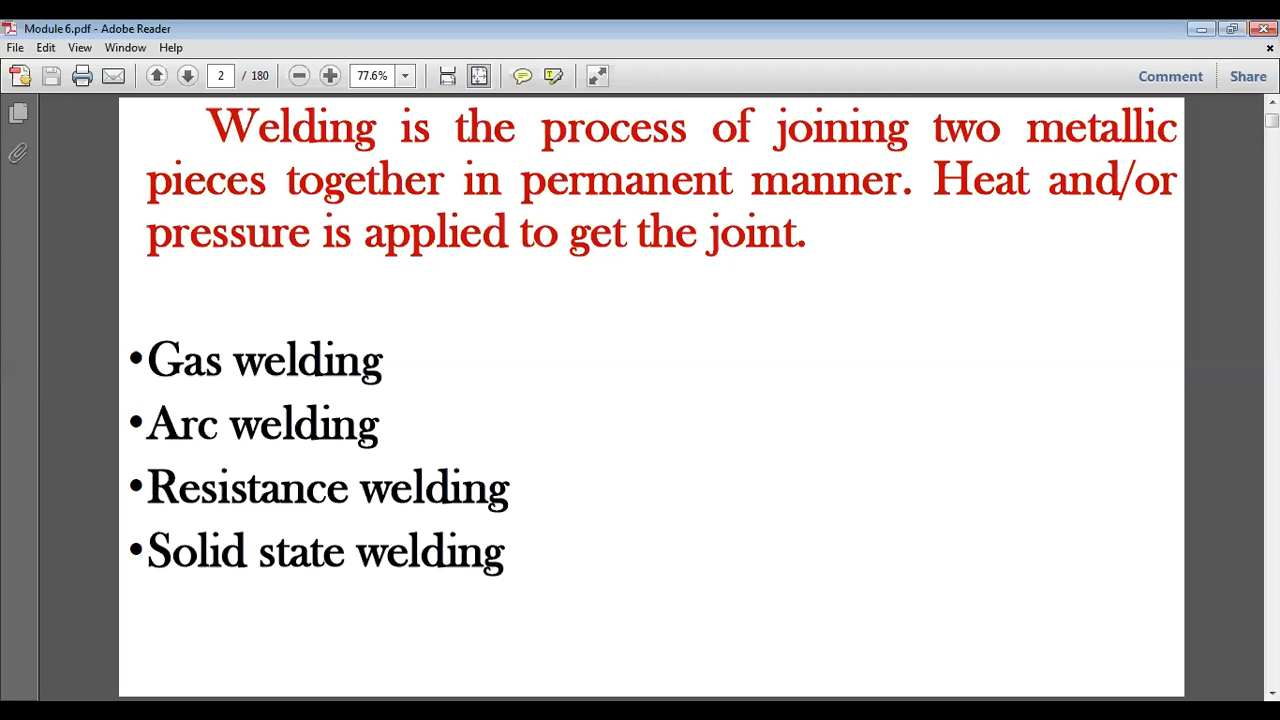 Module 6.pdf - Adobe Reader
File Edit View Window Help
2 / 180 77.6% Comment Share
Welding is the process of joining two metallic
pieces together in permanent manner. Heat and/or
pressure is applied to get the joint.
•Gas welding
•Arc welding
•Resistance welding
•Solid state welding